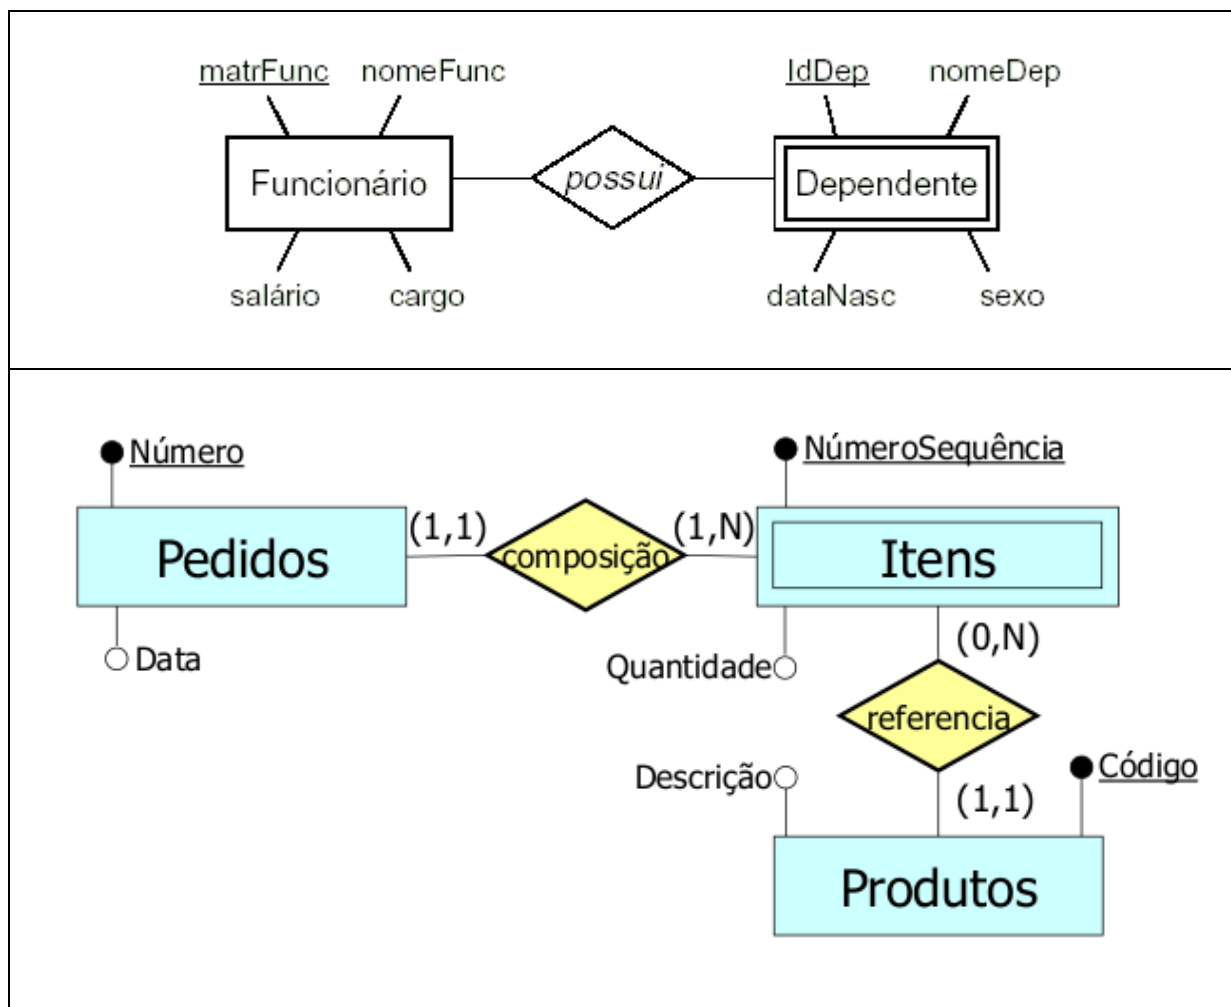 matrFunc nomeFunc IdDep nomeDep
Funcionário possui Dependente
salário cargo dataNasc sexo
Número NúmeroSequência
(1,1) (1,N)
Pedidos composição Itens
(0,N)
Data Quantidade
referencia
Descrição Código
(1,1)
Produtos